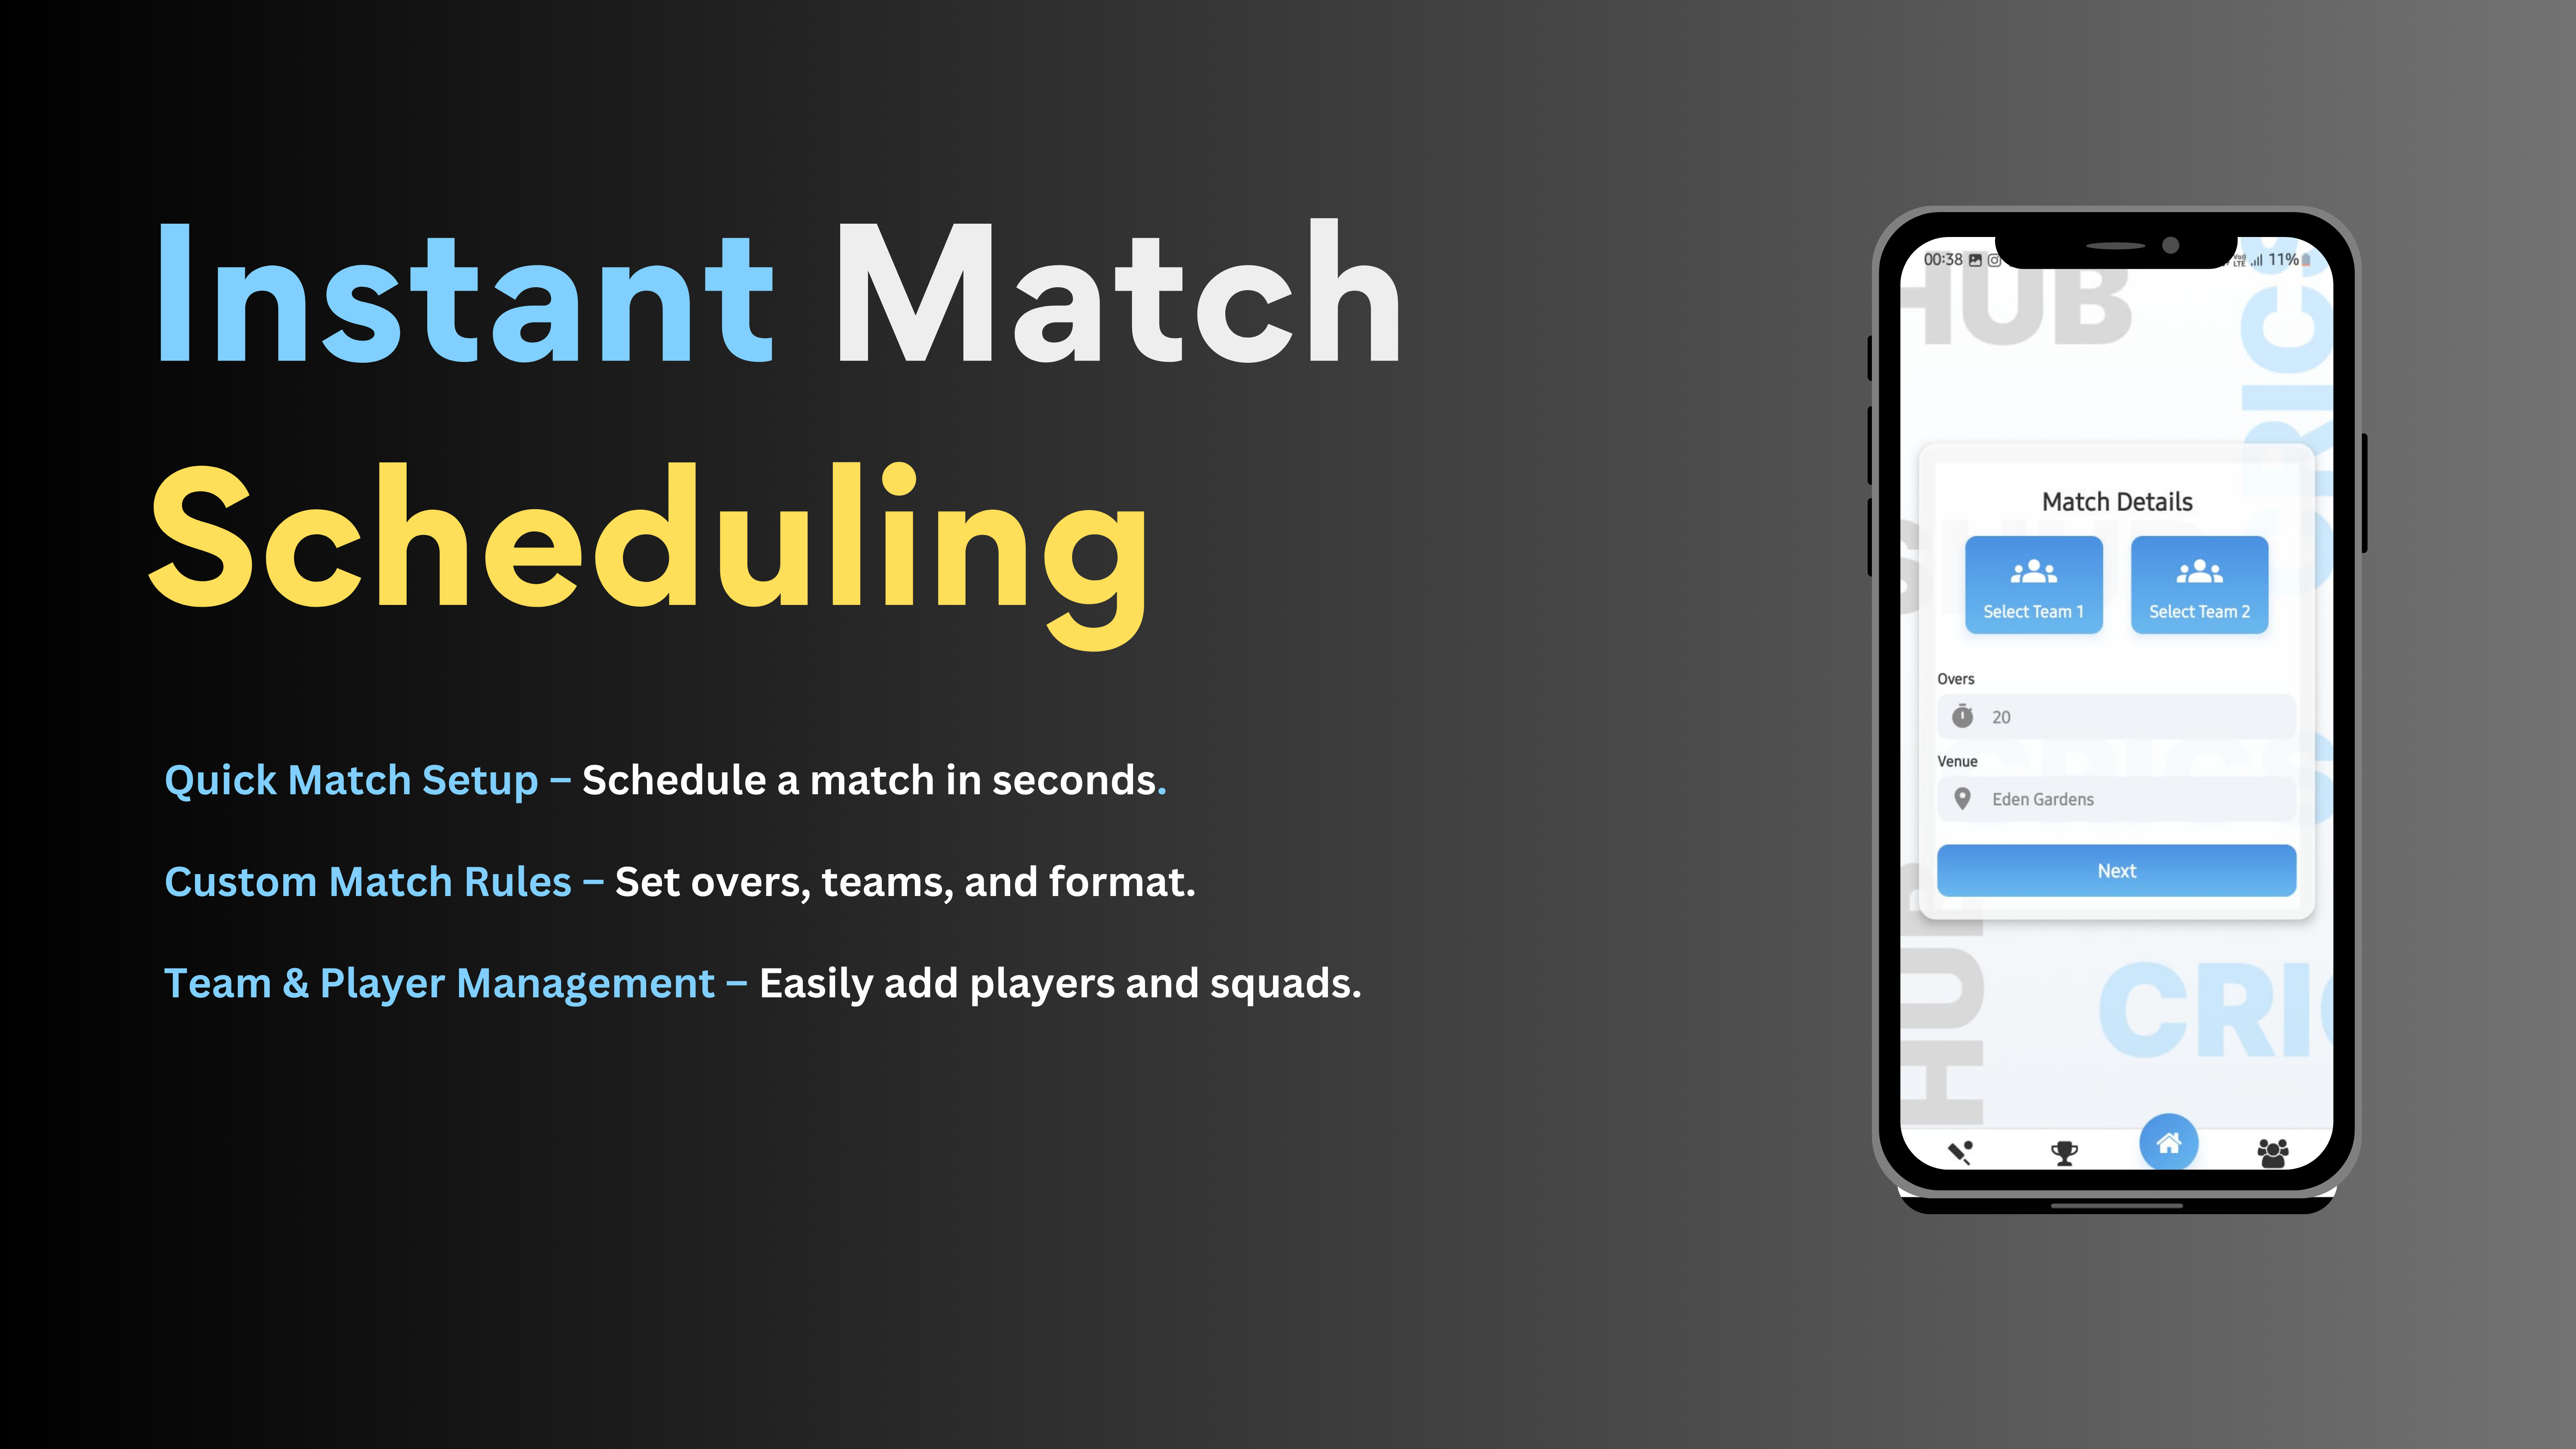 Instant Match
Scheduling
Quick Match Setup – Schedule a match in seconds.
Custom Match Rules – Set overs, teams, and format.
Team & Player Management – Easily add players and squads.
00:38
11%
HUB
CRICS
Match Details
Select Team 1
Select Team 2
Overs
20
Venue
Eden Gardens
Next
HUB
CRIC